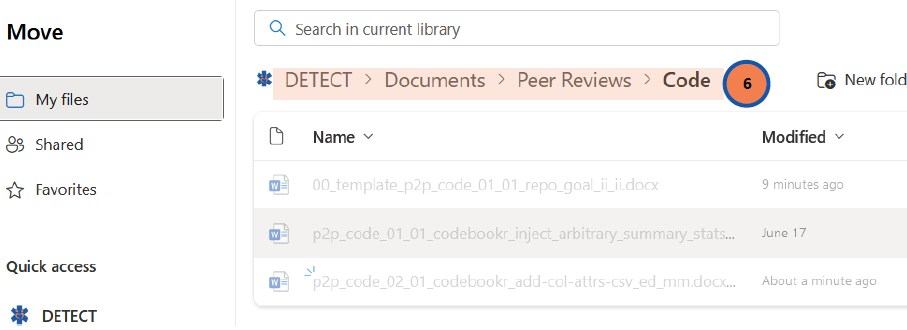 Move
Search in current library
DETECT > Documents > Peer Reviews > Code
6
New fold
My files
Shared
Favorites
Quick access
DETECT
Name
Modified
00_template_p2p_code_01_01_repo_goal_ii_ii.docx
9 minutes ago
p2p_code_01_01_codebookr_inject_arbitrary_summary_stats...
June 17
p2p_code_02_01_codebookr_add-col-attrs-csv_ed_mm.docx...
About a minute ago